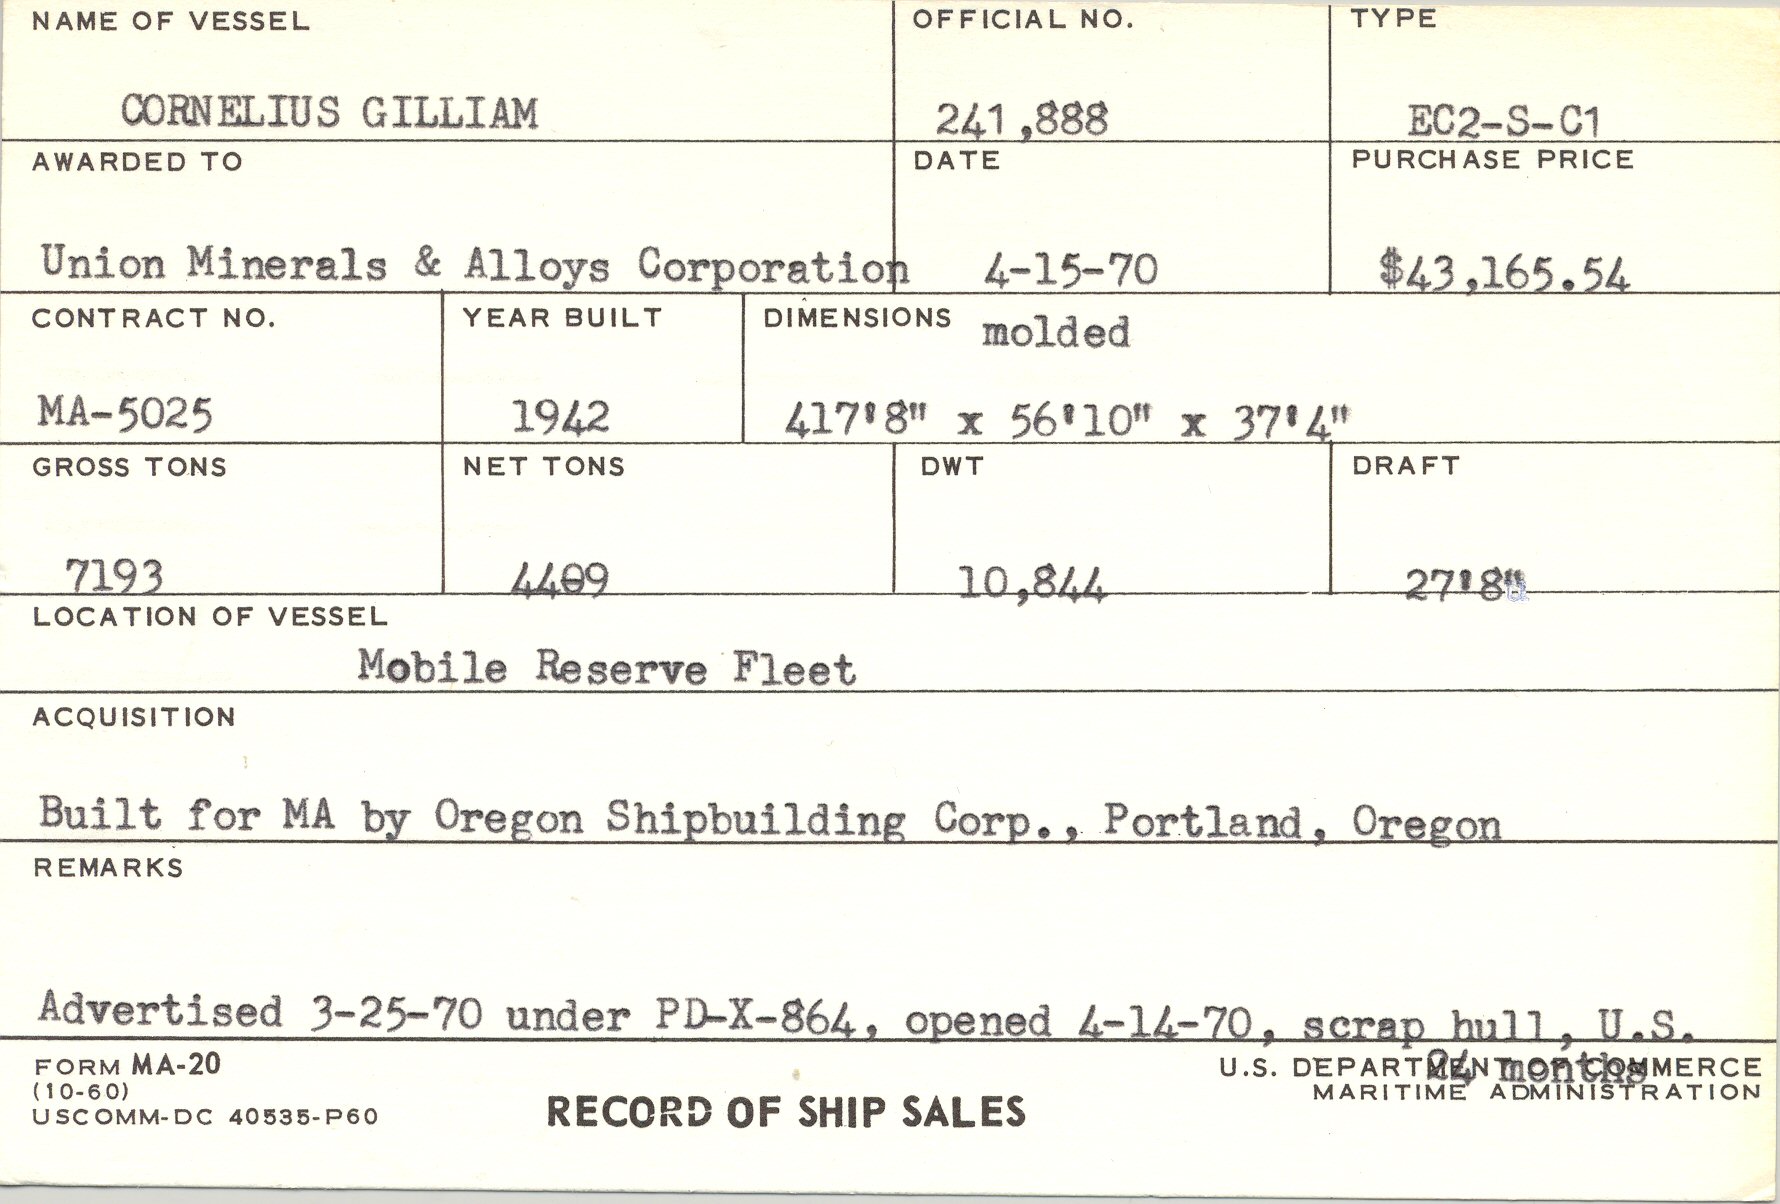 NAME OF VESSEL OFFICIAL NO. TYPE
CORNELIUS GILLIAM 241,888 EC2-S-C1
AWARDED TO DATE PURCHASE PRICE
Union Minerals & Alloys Corporation 4-15-70 $43,165.54
CONTRACT NO. YEAR BUILT DIMENSIONS molded
MA-5025 1942 417'8" x 56'10" x 37'4"
GROSS TONS NET TONS DWT DRAFT
7193 4409 10,844 27'8"
LOCATION OF VESSEL
Mobile Reserve Fleet
ACQUISITION
Built for MA by Oregon Shipbuilding Corp., Portland, Oregon
REMARKS
Advertised 3-25-70 under PD-X-864, opened 4-14-70, scrap hull, U.S.
24 months
FORM MA-20 U.S. DEPARTMENT OF COMMERCE
(10-60) MARITIME ADMINISTRATION
USCOMM-DC 40535-P60 RECORD OF SHIP SALES